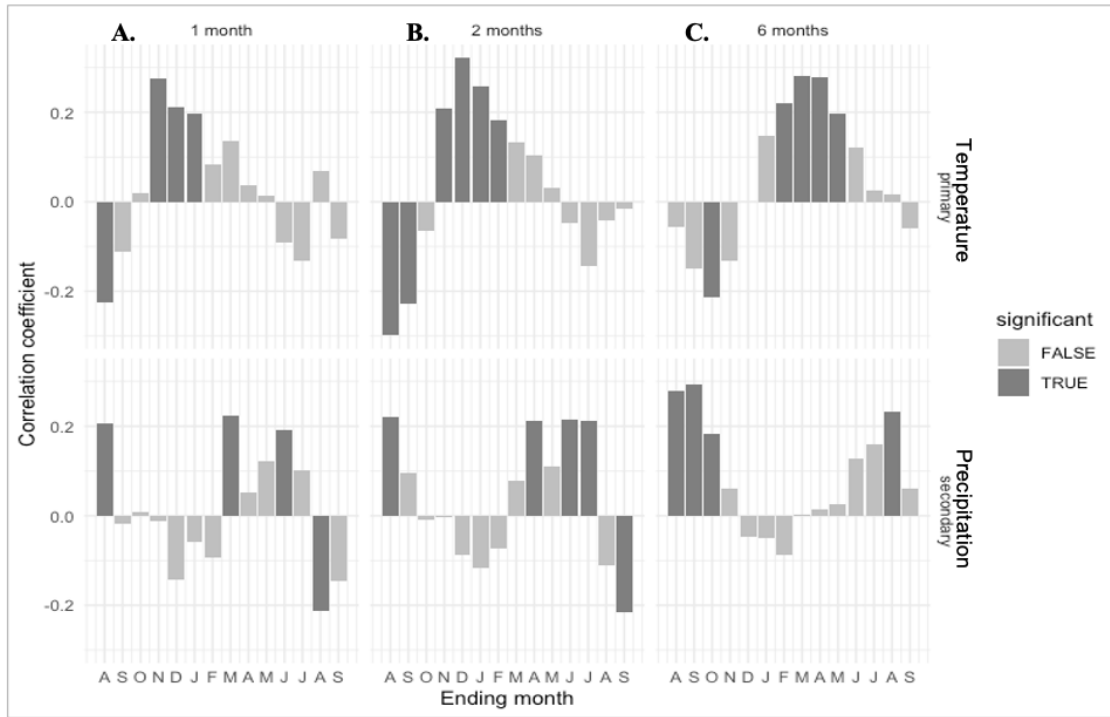 A. 1 month B. 2 months C. 6 months
0.2
0.0
-0.2
Temperature
primary
0.2
0.0
-0.2
Precipitation
secondary
Correlation coefficient
A S O N D J F M A M J J A S A S O N D J F M A M J J A S A S O N D J F M A M J J A S
Ending month
significant
FALSE
TRUE